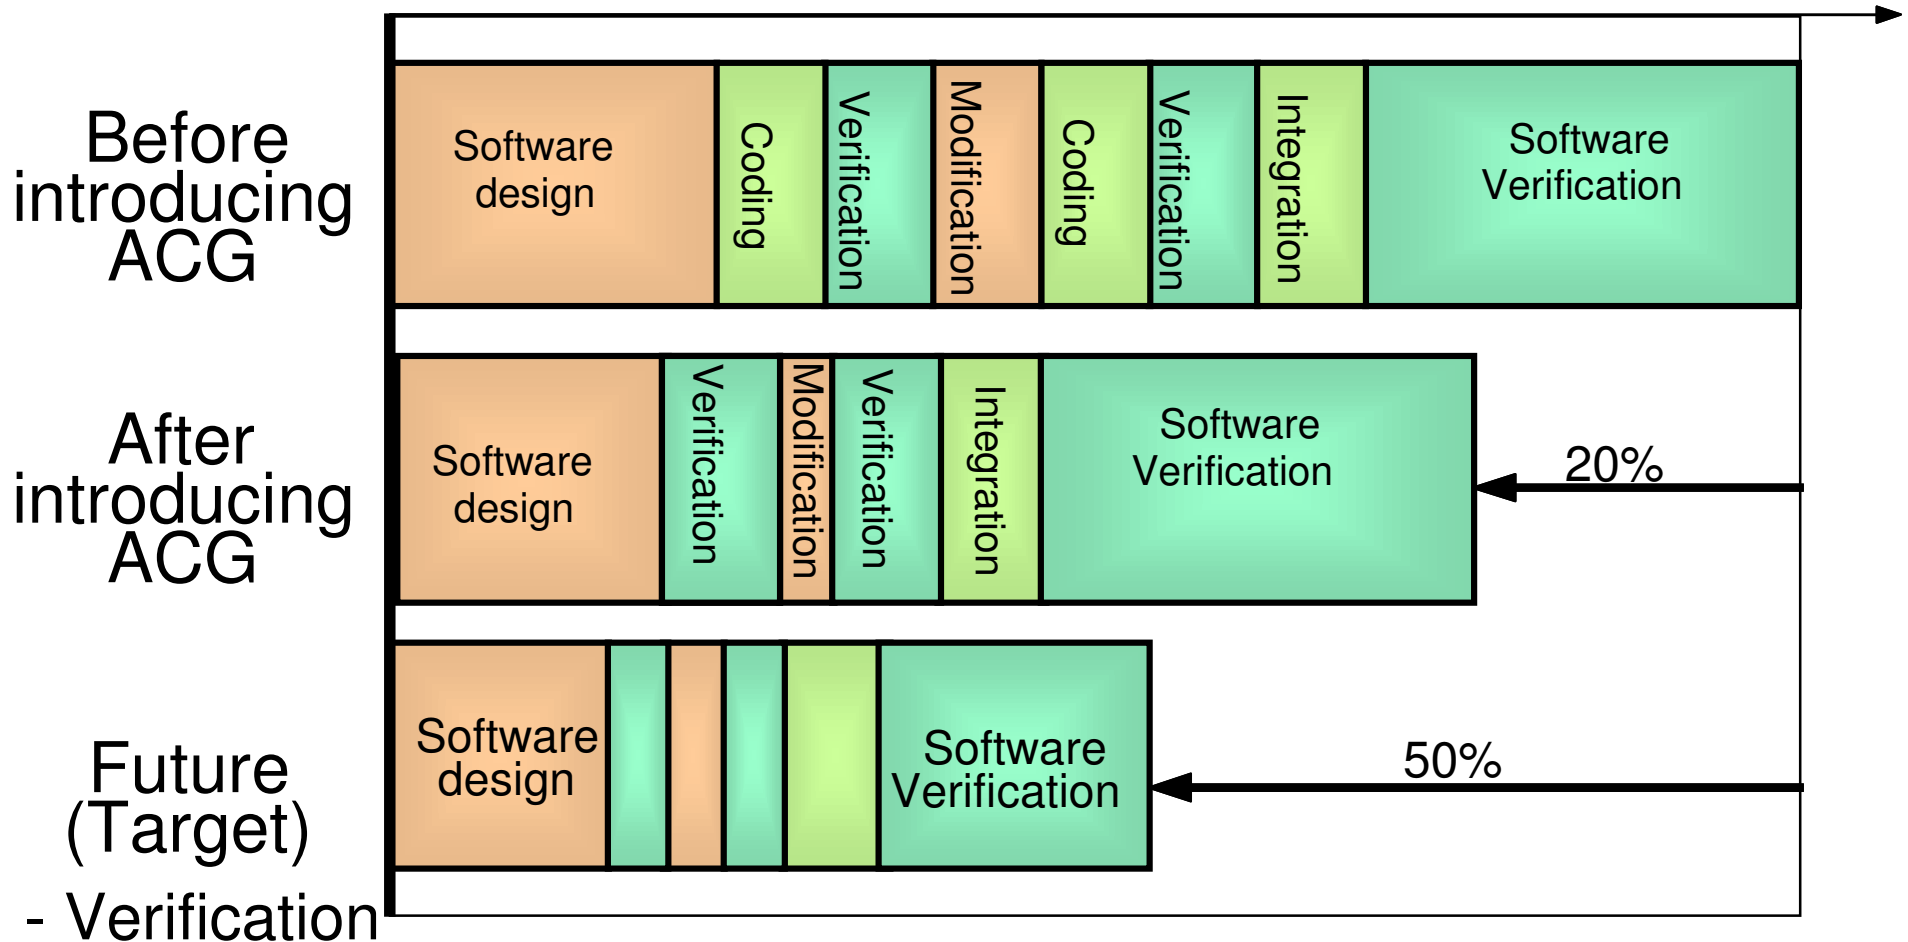 Before
introducing
ACG
Software
design
Coding
Verification
Modification
Coding
Verification
Integration
Software
Verification
After
introducing
ACG
Software
design
Verification
Modification
Verification
Integration
Software
Verification
20%
Future
(Target)
- Verification
Software
design
Software
Verification
50%